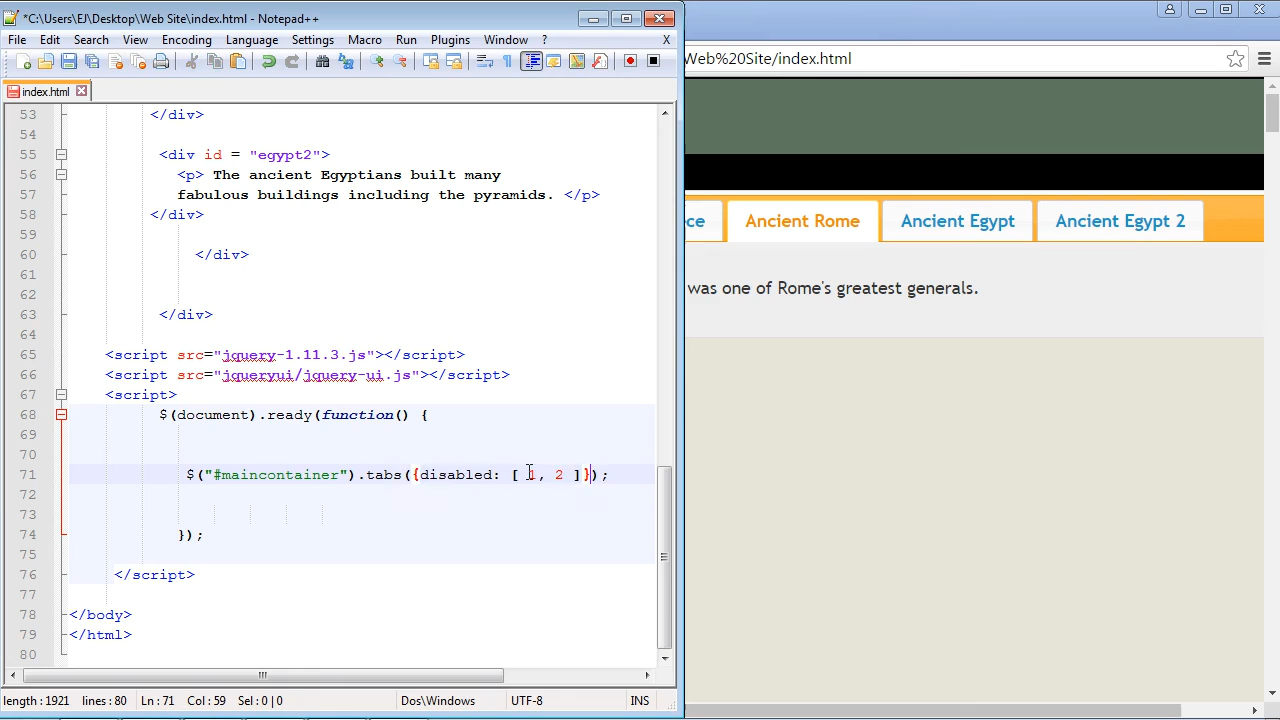 *C:\Users\EJ\Desktop\Web Site\index.html - Notepad++
File Edit Search View Encoding Language Settings Macro Run Plugins Window ? X
index.html
53 </div>
54
55 <div id = "egypt2">
56 <p> The ancient Egyptians built many
57 fabulous buildings including the pyramids. </p>
58 </div>
59
60 </div>
61
62
63 </div>
64
65 <script src="jquery-1.11.3.js"></script>
66 <script src="jqueryui/jquery-ui.js"></script>
67 <script>
68 $(document).ready(function() {
69
70
71 $("#maincontainer").tabs({disabled: [ 1, 2 ]});
72
73
74 });
75
76 </script>
77
78 </body>
79 </html>
80
length : 1921 lines : 80 Ln : 71 Col : 59 Sel : 0 | 0 Dos\Windows UTF-8 INS
Web%20Site/index.html
ce Ancient Rome Ancient Egypt Ancient Egypt 2
was one of Rome's greatest generals.